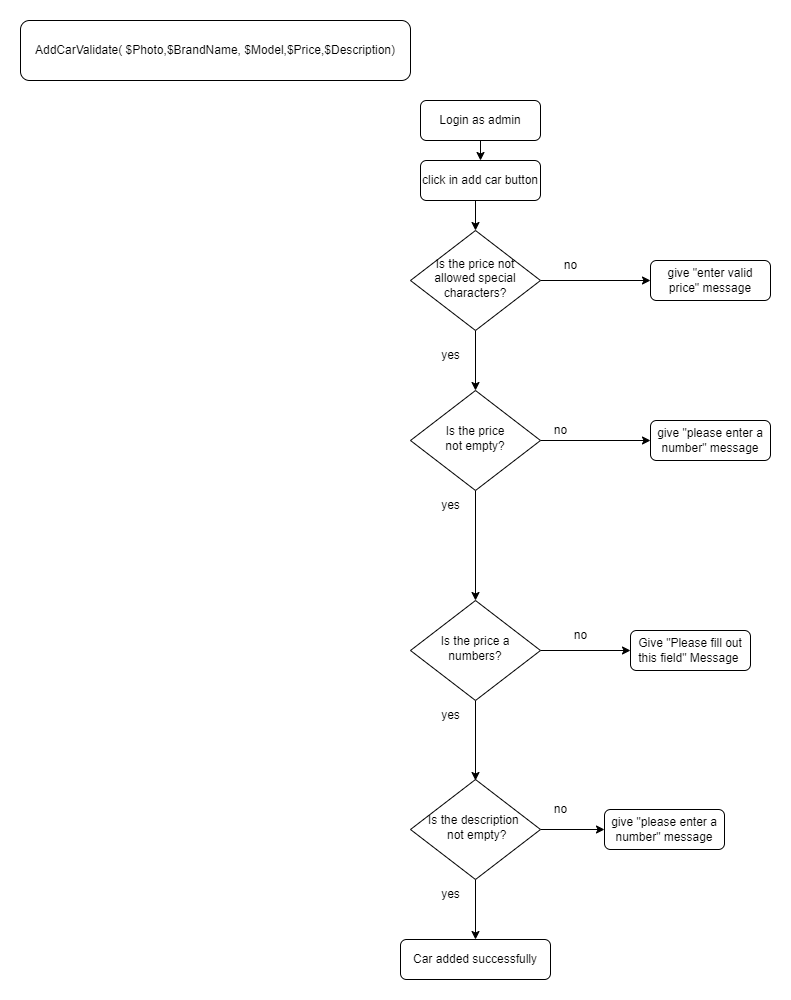 AddCarValidate( $Photo,$BrandName, $Model,$Price,$Description)
Login as admin
click in add car button
Is the price not
allowed special
characters?
no
give "enter valid
price" message
yes
Is the price
not empty?
no
give "please enter a
number" message
yes
Is the price a
numbers?
no
Give "Please fill out
this field" Message
yes
Is the description
not empty?
no
give "please enter a
number" message
yes
Car added successfully